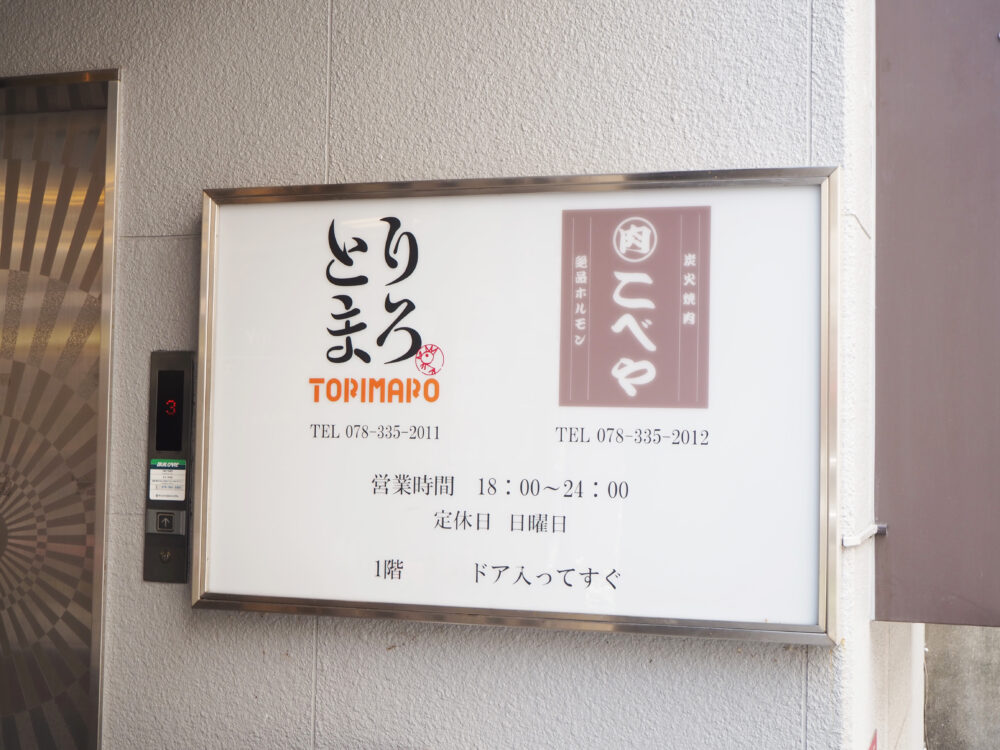 とりまろ
TORIMARO
TEL 078-335-2011
炭火焼肉
肉 こべや
絶品ホルモン
TEL 078-335-2012
営業時間 18：00～24：00
定休日 日曜日
1階 ドア入ってすぐ
3